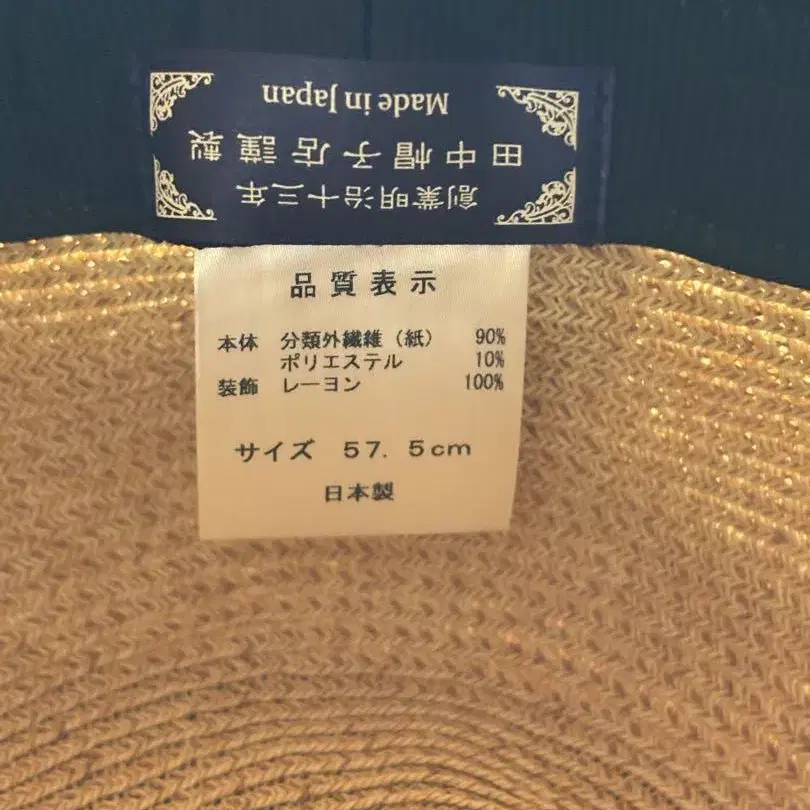 創業明治十三年
田中帽子店謹製
Made in Japan
品質表示
本体 分類外繊維（紙） 90%
ポリエステル 10%
装飾 レーヨン 100%
サイズ 57.5cm
日本製